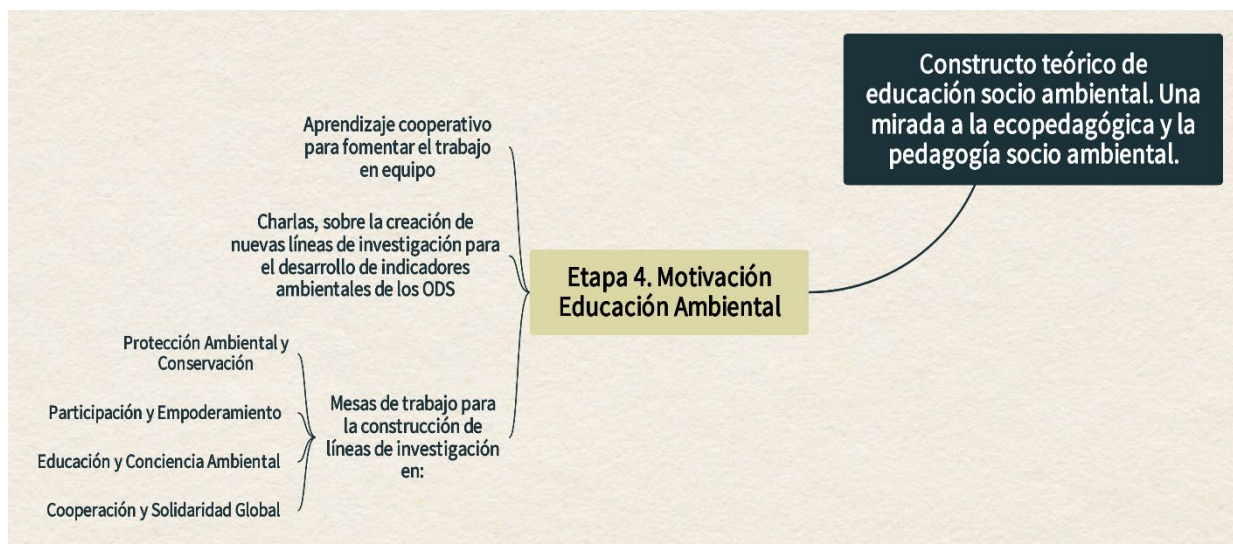 Constructo teórico de
educación socio ambiental. Una
mirada a la ecopedagógica y la
pedagogía socio ambiental.
Etapa 4. Motivación
Educación Ambiental
Aprendizaje cooperativo
para fomentar el trabajo
en equipo
Charlas, sobre la creación de
nuevas líneas de investigación para
el desarrollo de indicadores
ambientales de los ODS
Mesas de trabajo para
la construcción de
líneas de investigación
en:
Protección Ambiental y
Conservación
Participación y Empoderamiento
Educación y Conciencia Ambiental
Cooperación y Solidaridad Global